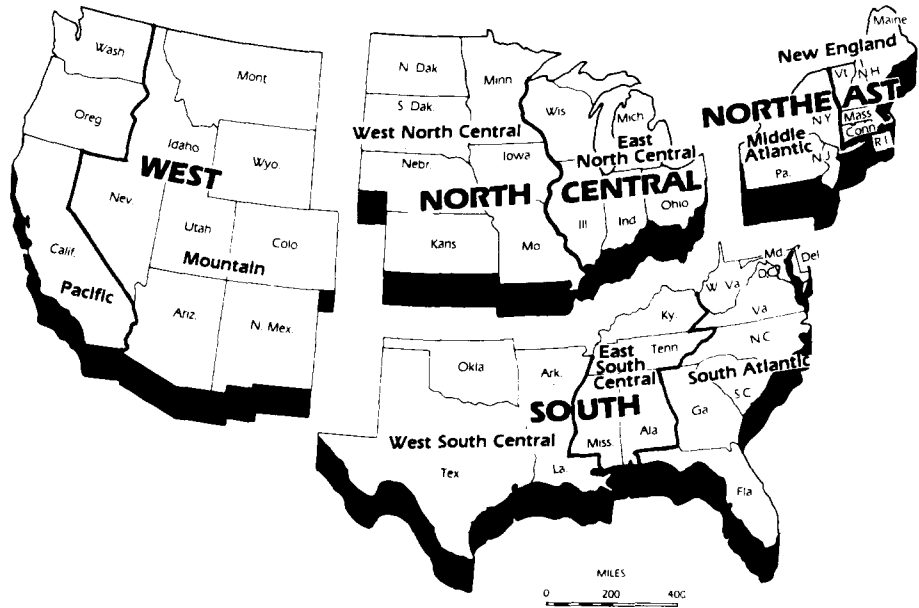 Wash
Oreg
Calif.
Pacific
Mont
Idaho
Wyo.
WEST
Nev.
Utah
Colo
Mountain
Ariz.
N. Mex.
N Dak
S Dak.
West North Central
Nebr.
Kans
Minn
Iowa
Mo
NORTH CENTRAL
Wis
Mich
East
North Central
Ill
Ind
Ohio
New England
Maine
Vt.
N H
Mass
Conn
R I
NORTHEAST
N Y
Middle
Atlantic
N J
Pa.
Md.
Del
D C
W Va
Va
N C
South Atlantic
S C
Ga
Fla
Ky.
Tenn
East
South
Central
SOUTH
Miss.
Ala
Okla
Ark.
West South Central
Tex
La.
MILES
0 200 400